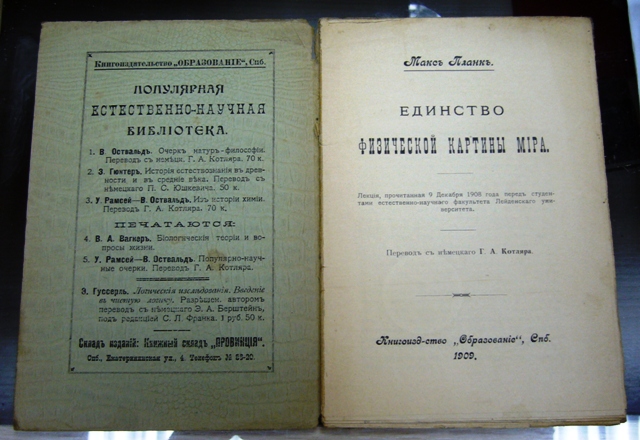 Книгоиздательство „ОБРАЗОВАНІЕ", Спб.
ПОПУЛЯРНАЯ
ЕСТЕСТВЕННО-НАУЧНАЯ
БИБЛІОТЕКА.
1. В. Оствальдъ. Очеркъ натуръ-философіи.
Переводъ съ нѣмецк. Г. А. Котляра. 70 к.
2. З. Гюнтеръ. Исторія естествознанія въ древ-
ности и въ средніе вѣка. Переводъ съ
нѣмецкаго П. С. Юшкевича. 50 к.
3. У. Рамсей—В. Оствальдъ. Изъ исторіи химіи.
Переводъ Г. А. Котляра. 70 к.
ПЕЧАТАЮТСЯ:
4. В. А. Вагнеръ. Біологическія теоріи и во-
просы жизни.
5. У. Рамсей—В. Оствальдъ. Популярно-науч-
ные очерки. Переводъ Г. А. Котляра.
Э. Гуссерль. Логическія изслѣдованія. Введеніе
въ чистую логику. Разрѣшен. авторомъ
переводъ съ нѣмецкаго Э. А. Берштейнъ,
подъ редакціей С. Л. Франка. 1 руб. 50 к.
Складъ изданій: Книжный складъ „ПРОВИНЦІЯ".
Спб., Екатерининская ул., 4. Телефонъ № 83-20.
Максъ Планкъ.
ЕДИНСТВО
ФИЗИЧЕСКОЙ КАРТИНЫ МІРА.
Лекція, прочитанная 9 Декабря 1908 года передъ студен-
тами естественно-научнаго факультета Лейденскаго уни-
верситета.
Переводъ съ нѣмецкаго Г. А. Котляра.
Книгоизд-ство „Образованіе", Спб.
1909.